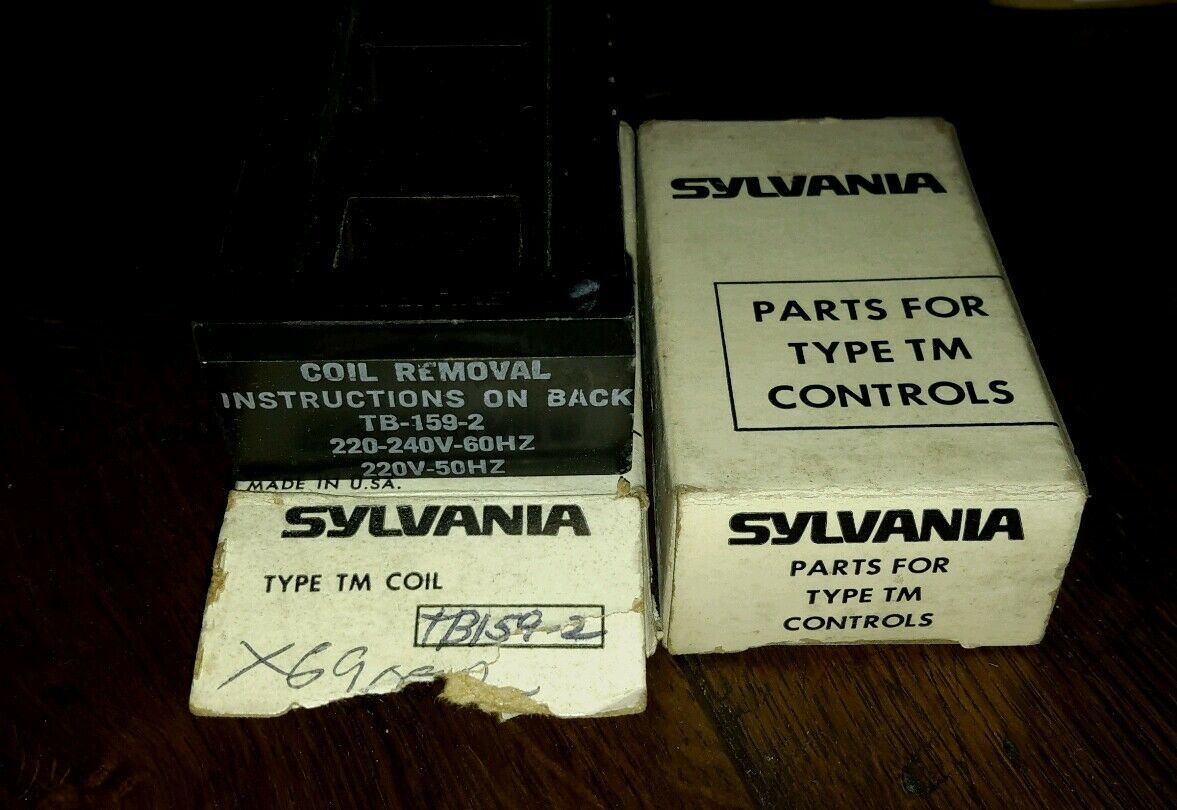 COIL REMOVAL
INSTRUCTIONS ON BACK
TB-159-2
220-240V-60HZ
220V-50HZ
MADE IN U.S.A.
SYLVANIA
TYPE TM COIL
TB159-2
SYLVANIA
PARTS FOR
TYPE TM
CONTROLS
SYLVANIA
PARTS FOR
TYPE TM
CONTROLS